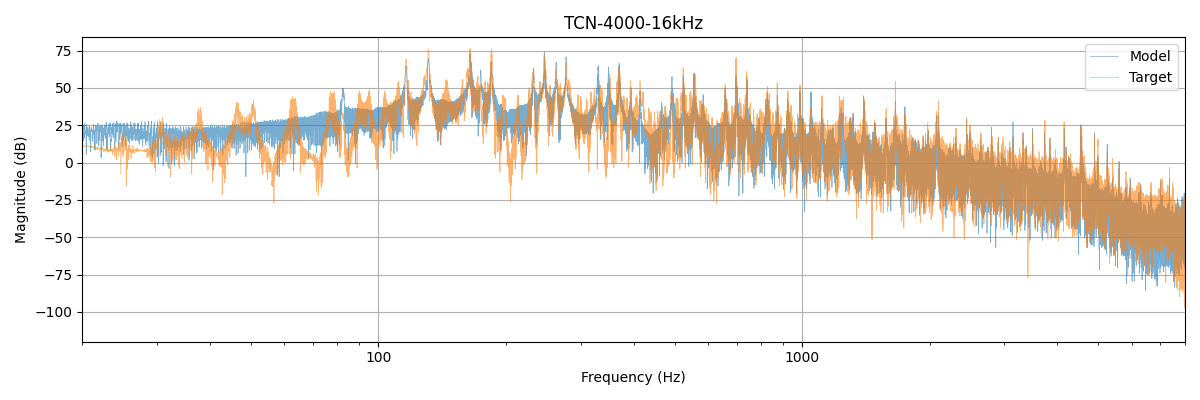 TCN-4000-16kHz
Magnitude (dB)
75
50
25
0
−25
−50
−75
−100
Model
Target
100
1000
Frequency (Hz)